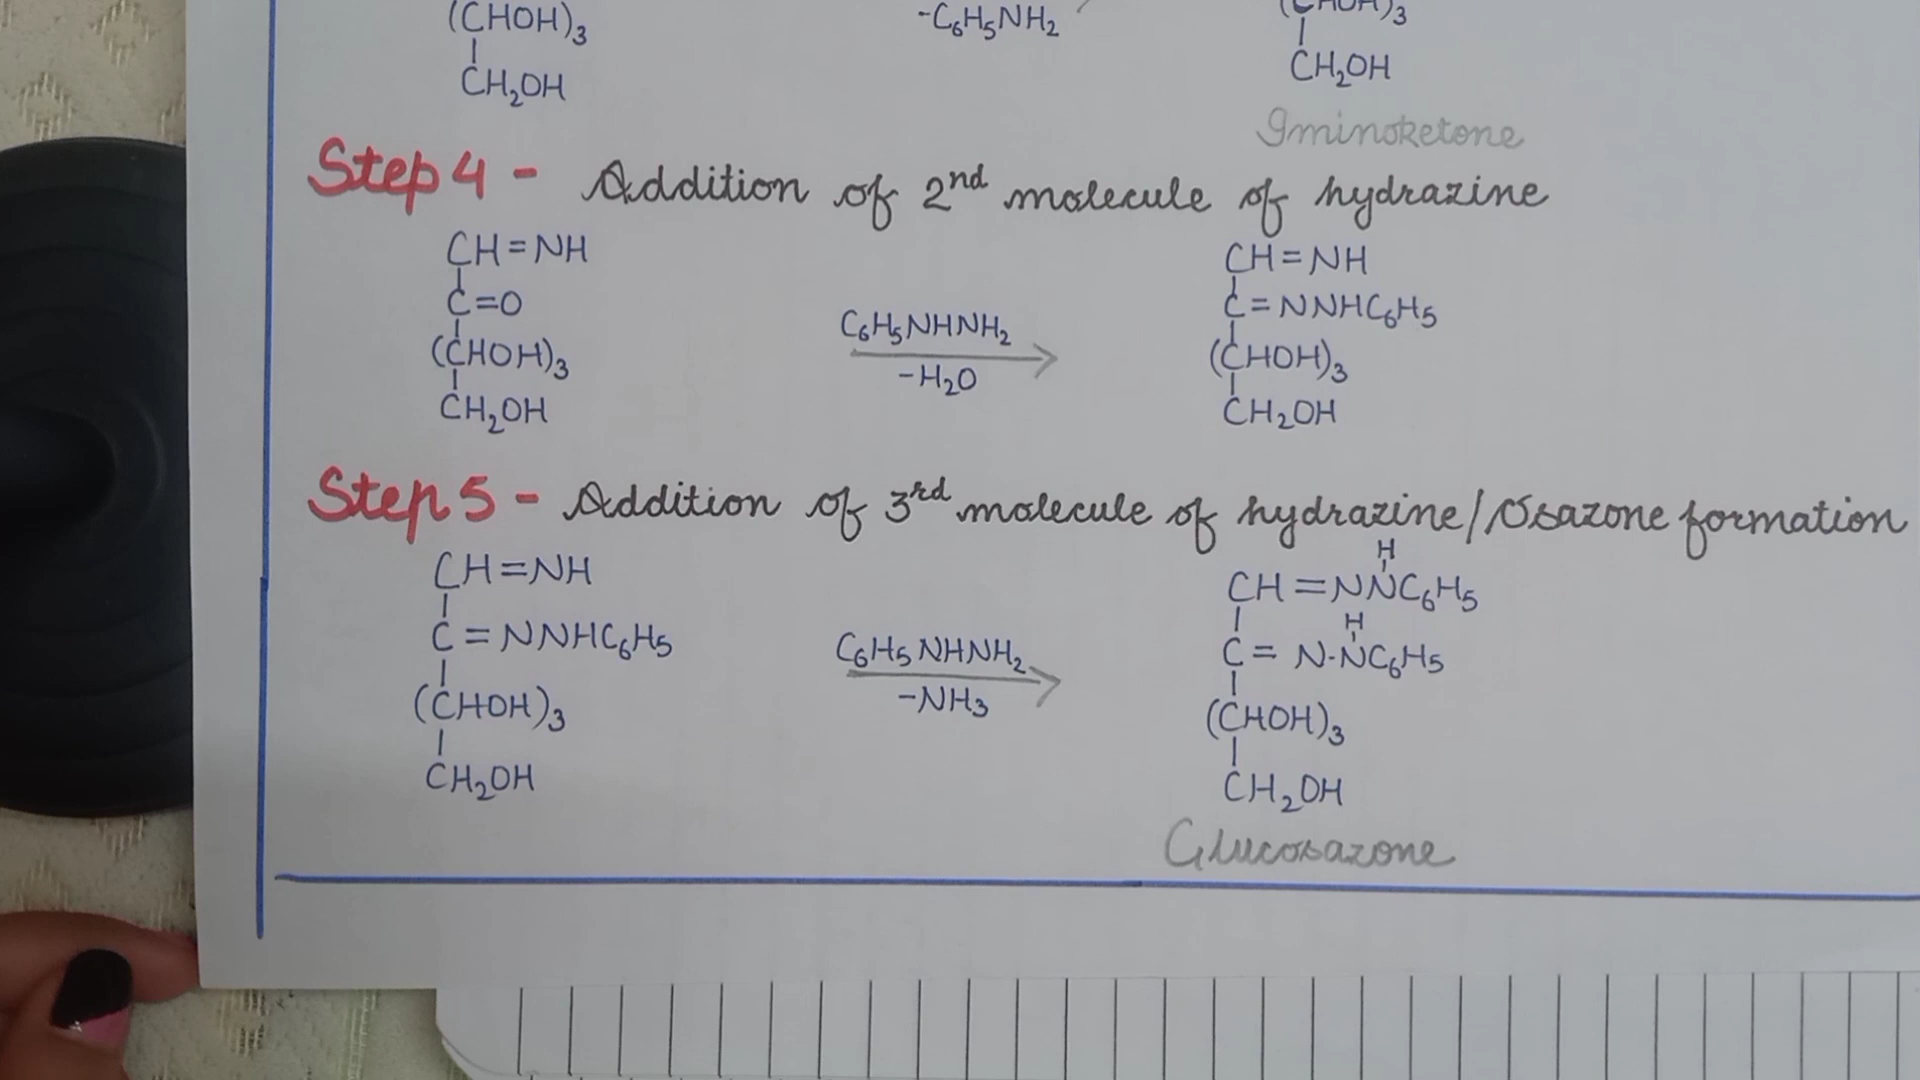 (CHOH)₃ -C₆H₅NH₂ (CHOH)₃
CH₂OH CH₂OH
Iminoketone
Step 4 - Addition of 2nd molecule of hydrazine
CH=NH CH=NH
C=O C=NNHC₆H₅
C₆H₅NHNH₂
(CHOH)₃ (CHOH)₃
-H₂O
CH₂OH CH₂OH
Step 5 - Addition of 3rd molecule of hydrazine/Osazone formation
H
CH=NH CH=NNC₆H₅
H
C=NNHC₆H₅ C₆H₅NHNH₂ C=N-NC₆H₅
(CHOH)₃ -NH₃ (CHOH)₃
CH₂OH CH₂OH
Glucosazone